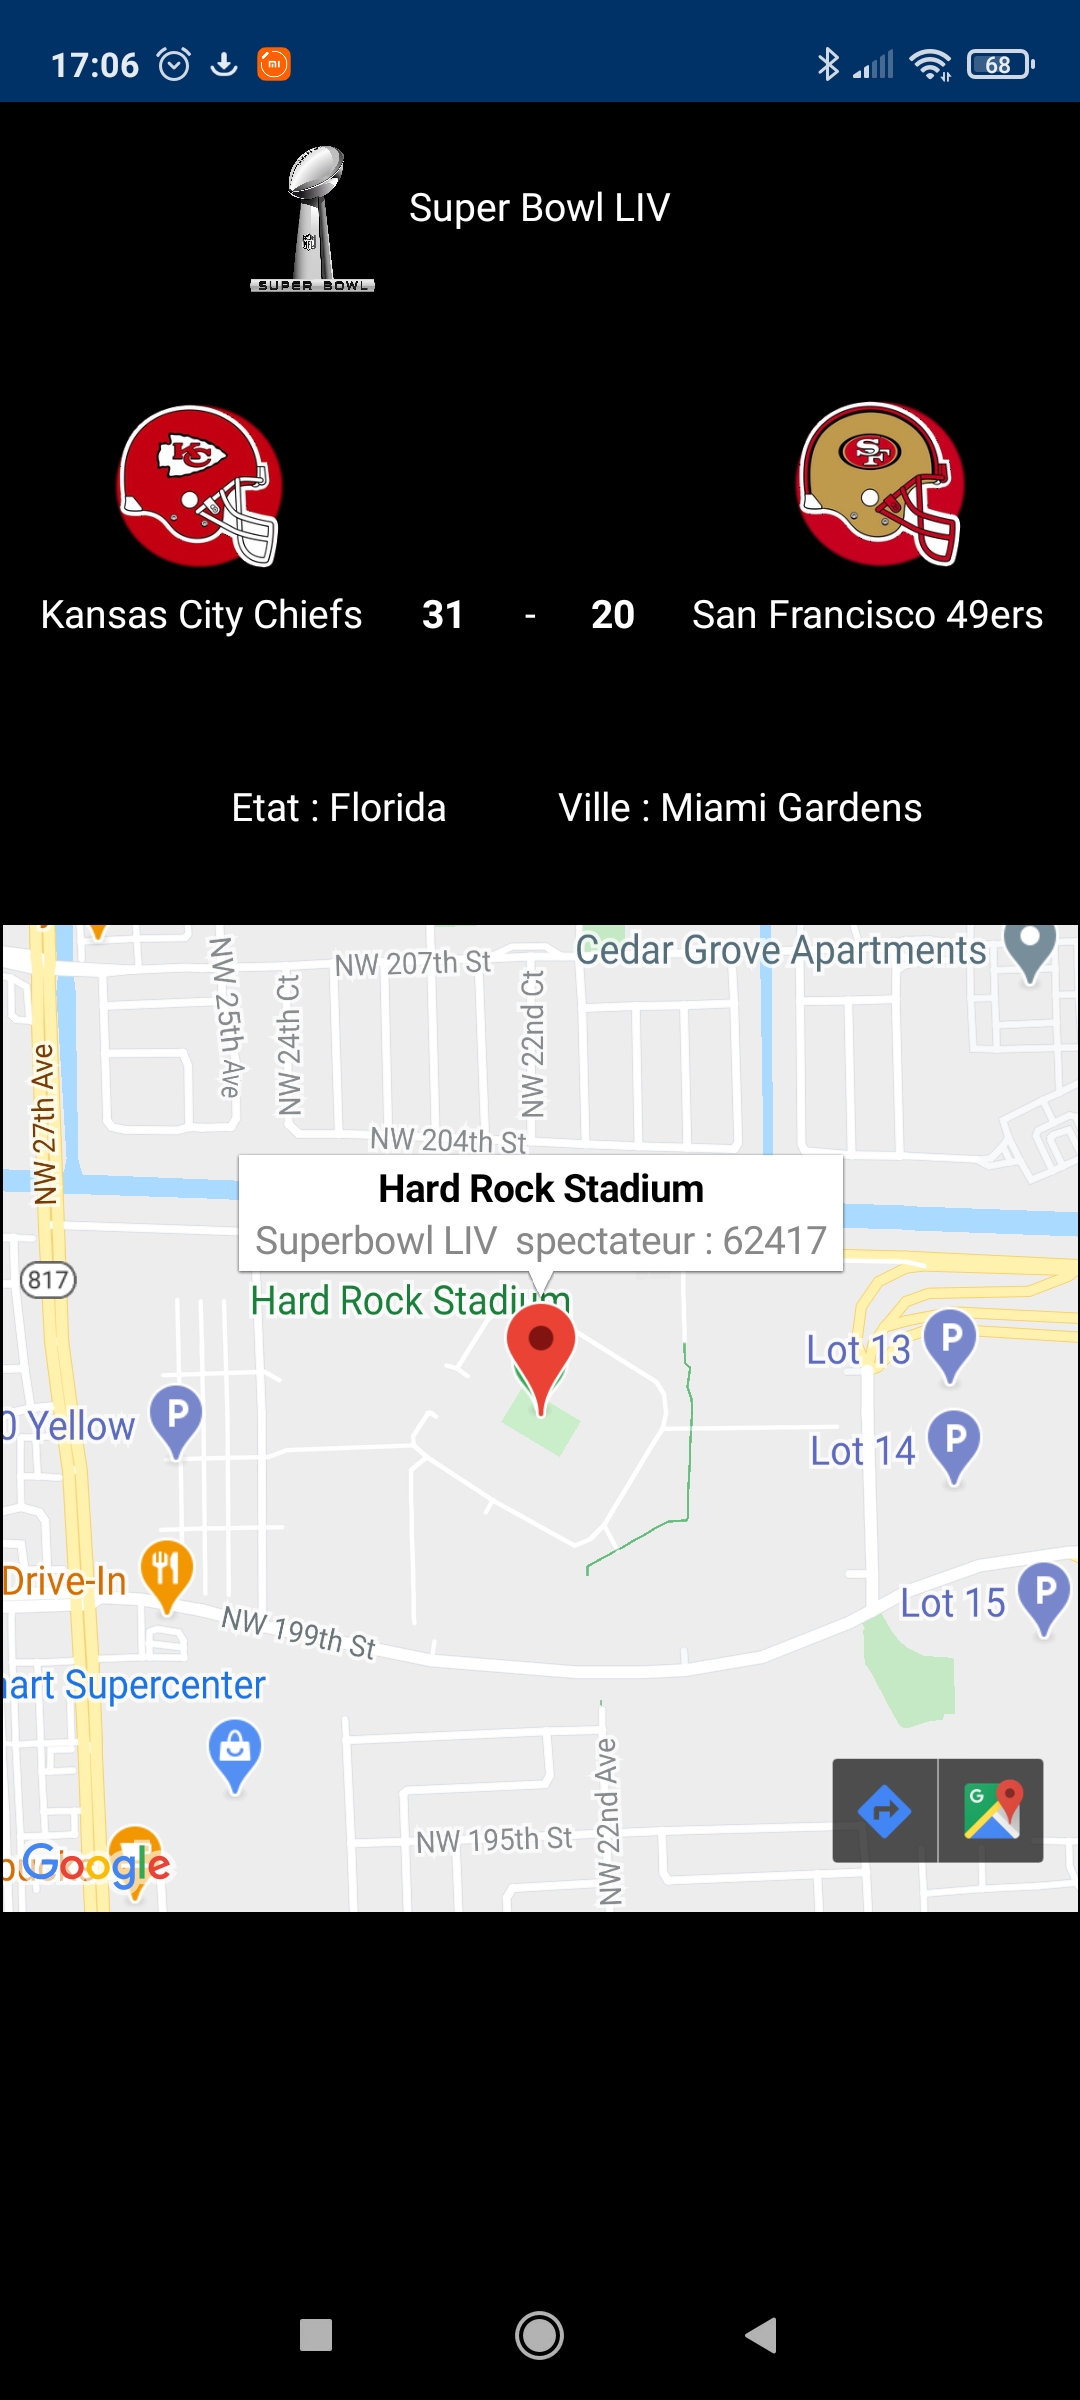 17:06
68
SUPER BOWL
Super Bowl LIV
KC
SF
Kansas City Chiefs 31 - 20 San Francisco 49ers
Etat : Florida Ville : Miami Gardens
Cedar Grove Apartments
NW 207th St
NW 25th Ave
NW 24th Ct
NW 22nd Ct
NW 27th Ave
NW 204th St
Hard Rock Stadium
Superbowl LIV spectateur : 62417
817
Hard Rock Stadium
Lot 13
P
0 Yellow
P
Lot 14
P
Drive-In
Lot 15
P
NW 199th St
art Supercenter
NW 22nd Ave
NW 195th St
G
Google